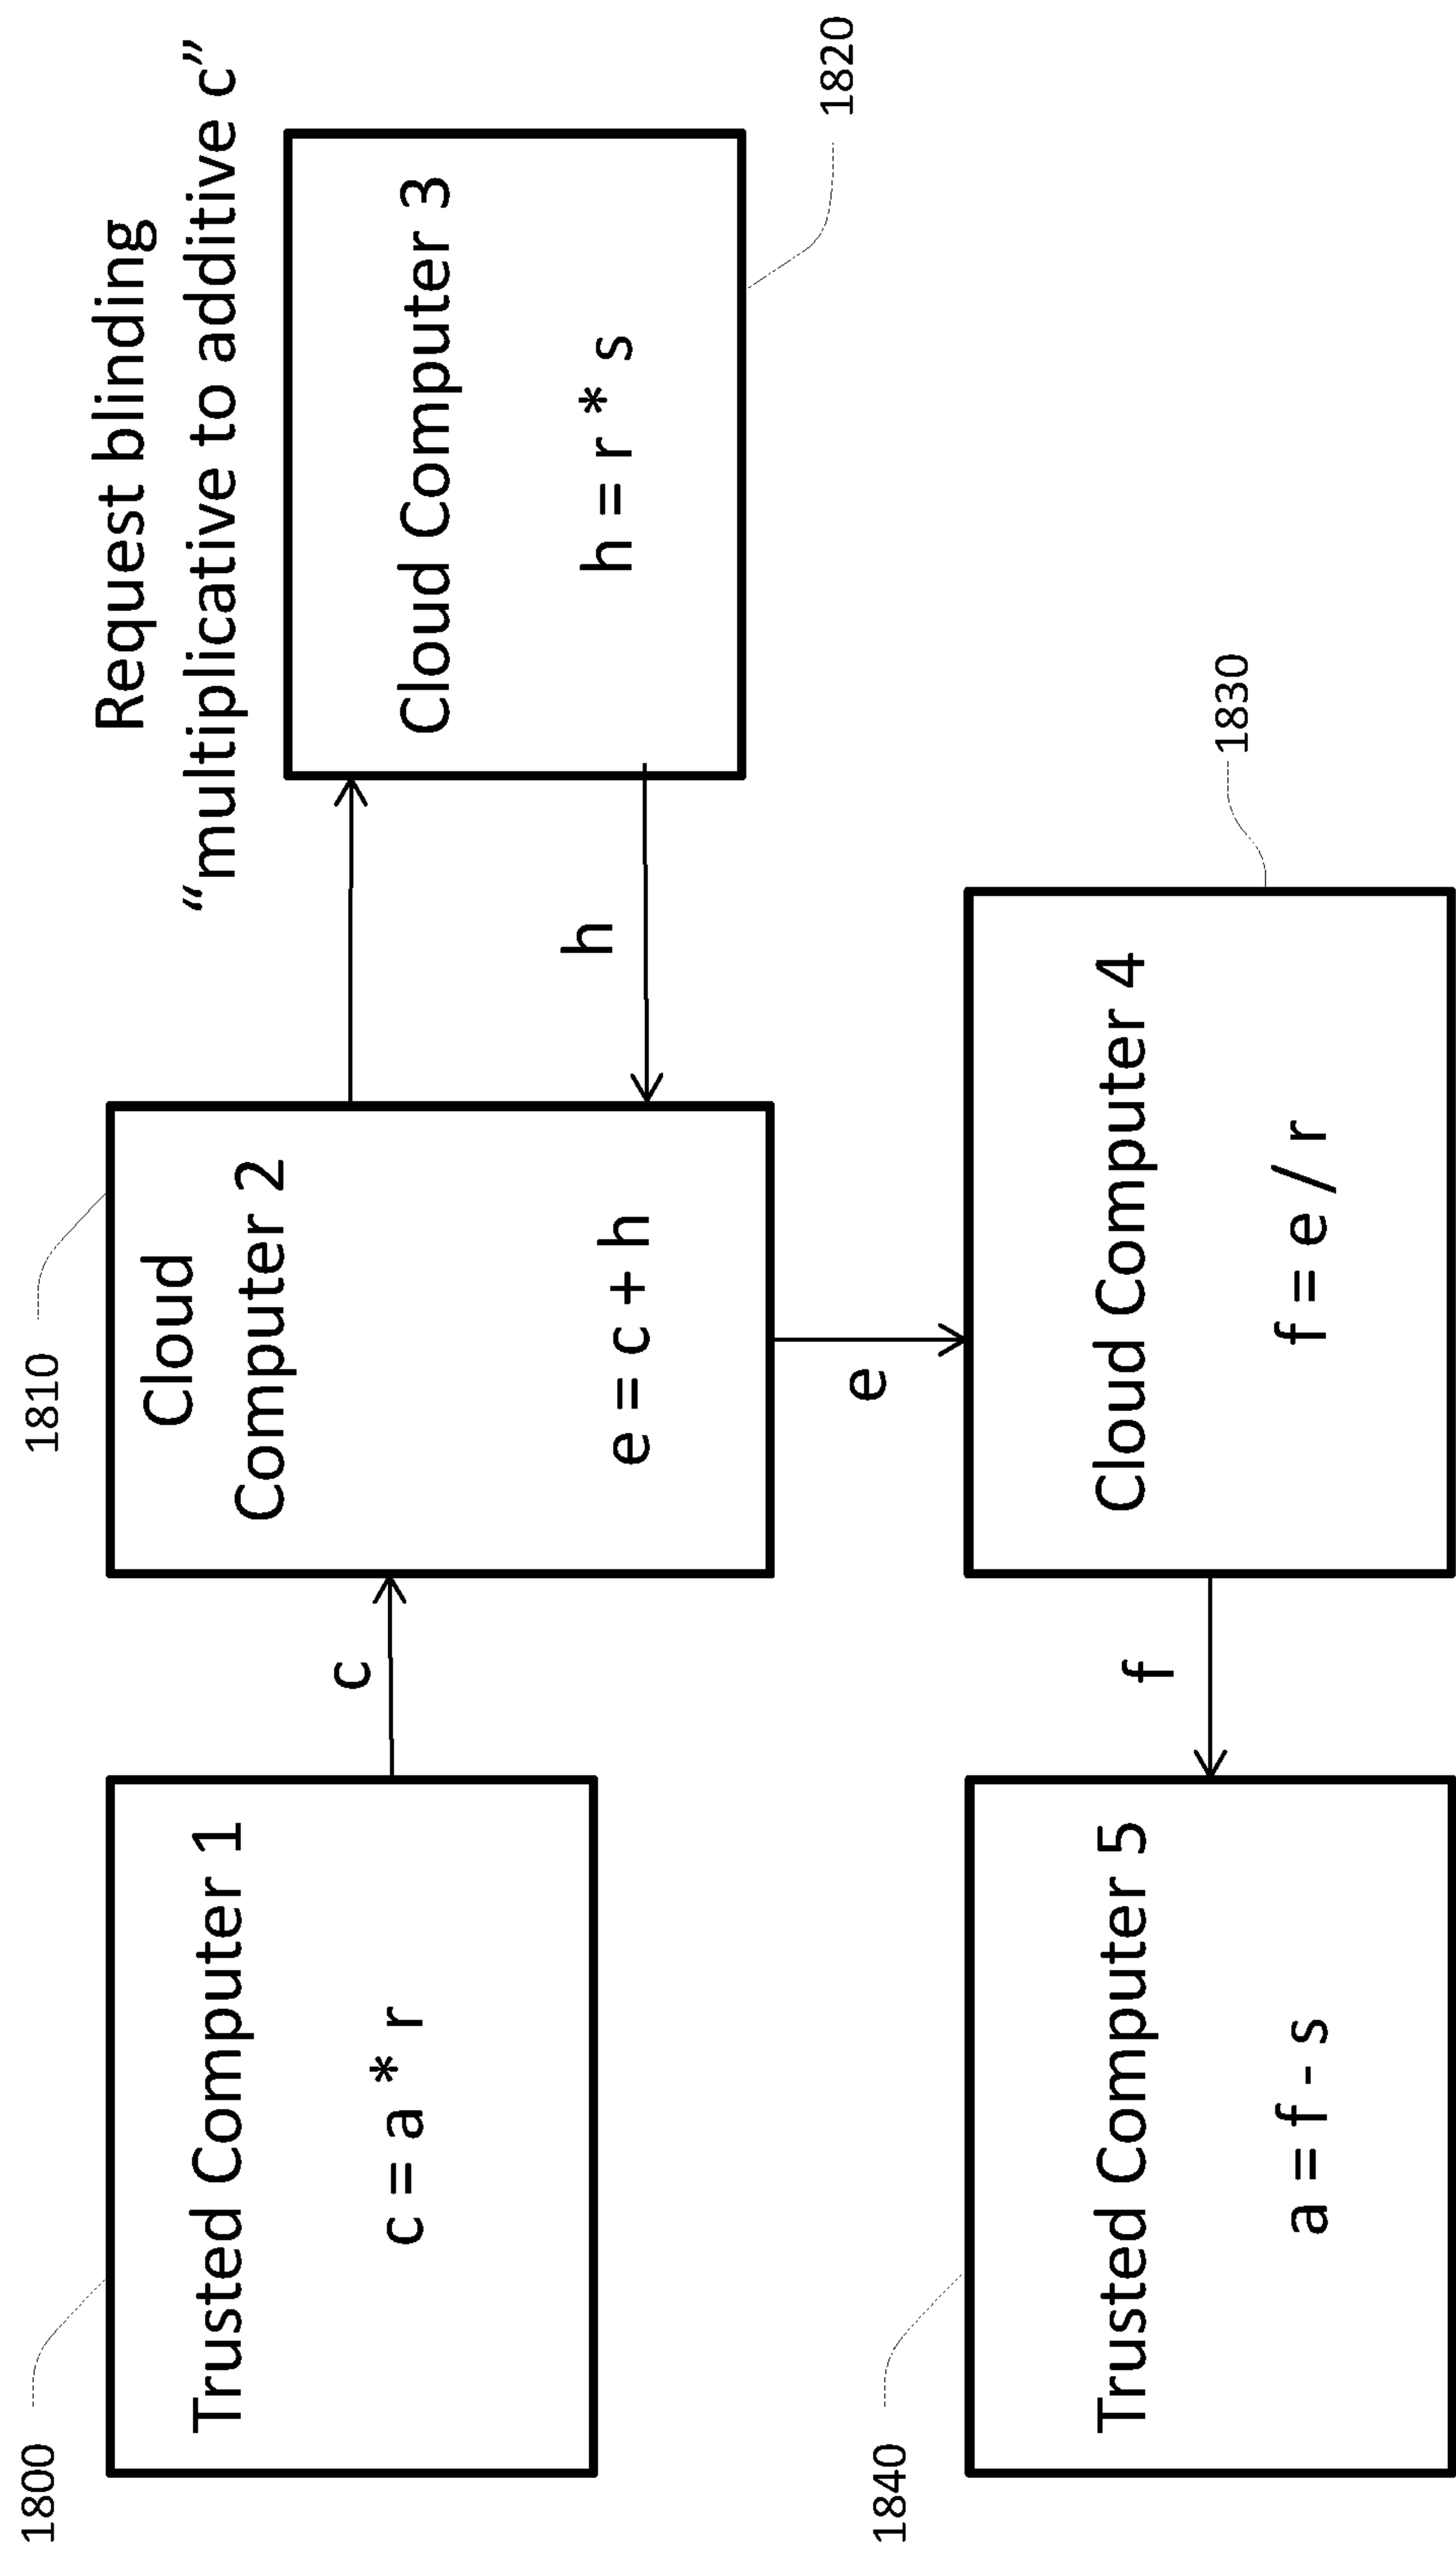 Request blinding
“multiplicative to additive c”
1800
1810
Trusted Computer 1
c = a * r
c
Cloud
Computer 2
e = c + h
h
Cloud Computer 3
h = r * s
1820
e
1840
1830
Trusted Computer 5
a = f - s
f
Cloud Computer 4
f = e / r